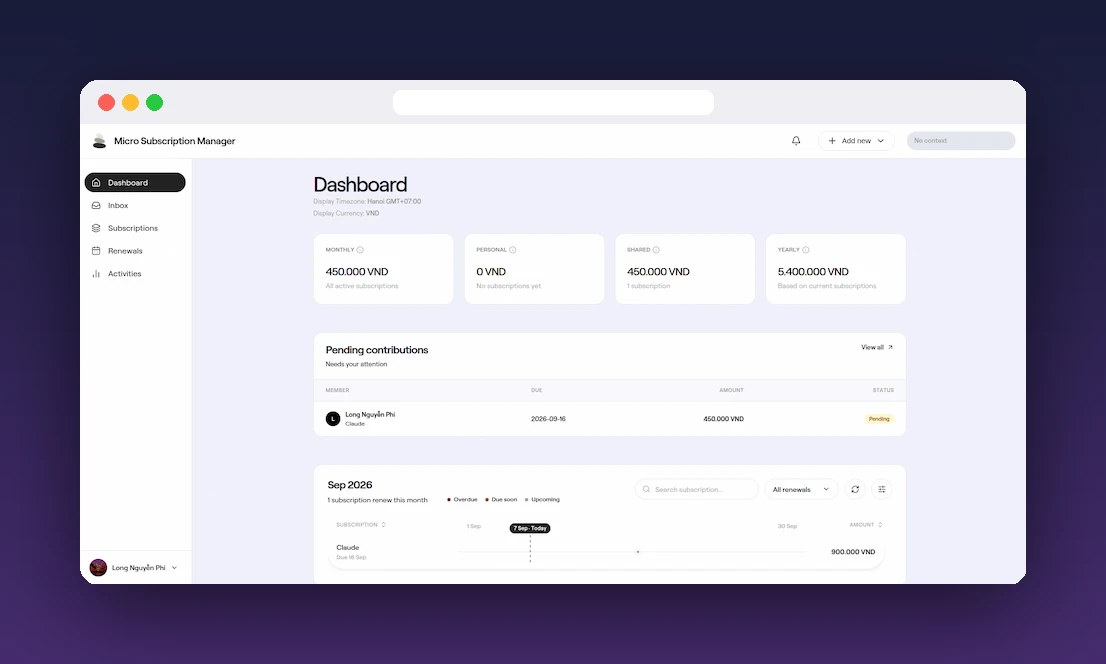 Micro Subscription Manager
Add new
No context
Dashboard
Inbox
Subscriptions
Renewals
Activities
Long Nguyễn Phi
Dashboard
Display Timezone: Hanoi GMT+07:00
Display Currency: VND
MONTHLY
450.000 VND
All active subscriptions
PERSONAL
0 VND
No subscriptions yet
SHARED
450.000 VND
1 subscription
YEARLY
5.400.000 VND
Based on current subscriptions
Pending contributions
Needs your attention
View all
MEMBER DUE AMOUNT STATUS
L
Long Nguyễn Phi
Claude
2026-09-16
450.000 VND
Pending
Sep 2026
1 subscription renew this month
Overdue
Due soon
Upcoming
Search subscription...
All renewals
SUBSCRIPTION
1 Sep
7 Sep · Today
30 Sep
AMOUNT
Claude
Due 16 Sep
900.000 VND